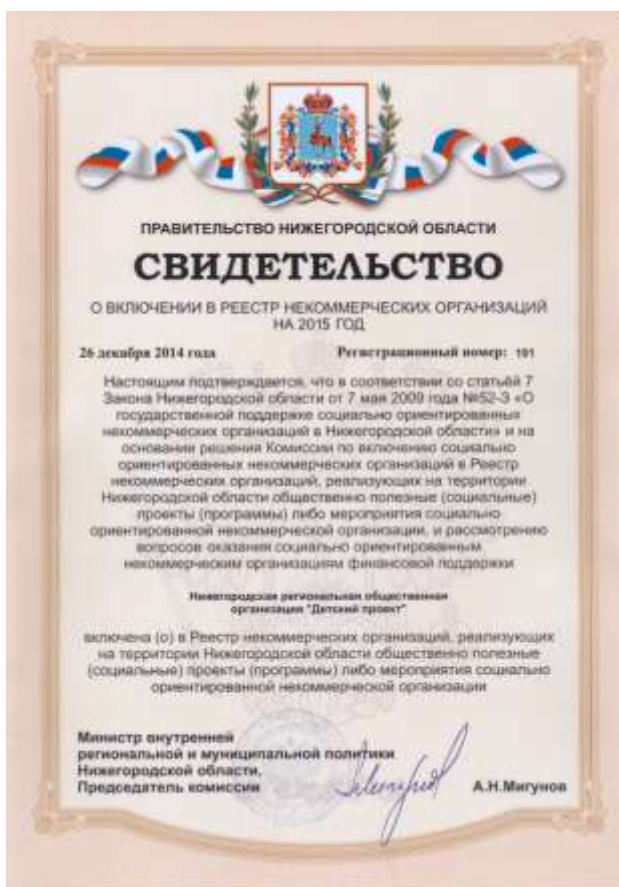 ПРАВИТЕЛЬСТВО НИЖЕГОРОДСКОЙ ОБЛАСТИ
СВИДЕТЕЛЬСТВО
О ВКЛЮЧЕНИИ В РЕЕСТР НЕКОММЕРЧЕСКИХ ОРГАНИЗАЦИЙ
НА 2015 ГОД
26 декабря 2014 года Регистрационный номер: 191
Настоящим подтверждается, что в соответствии со статьёй 7
Закона Нижегородской области от 7 мая 2009 года №52-З «О
государственной поддержке социально ориентированных
некоммерческих организаций в Нижегородской области» и на
основании решения Комиссии по включению социально
ориентированных некоммерческих организаций в Реестр
некоммерческих организаций, реализующих на территории
Нижегородской области общественно полезные (социальные)
проекты (программы) либо мероприятия социально
ориентированной некоммерческой организации, и рассмотрению
вопросов оказания социально ориентированным
некоммерческим организациям финансовой поддержки
Нижегородская региональная общественная
организация "Детский проект"
включена (о) в Реестр некоммерческих организаций, реализующих
на территории Нижегородской области общественно полезные
(социальные) проекты (программы) либо мероприятия социально
ориентированной некоммерческой организации
Министр внутренней
региональной и муниципальной политики
Нижегородской области,
Председатель комиссии А.Н.Мигунов